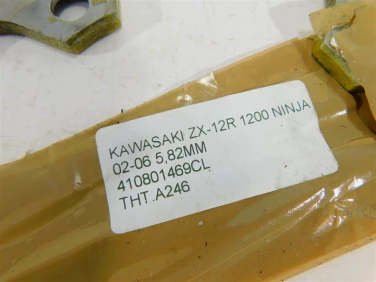 KAWASAKI ZX-12R 1200 NINJA
02-06 5,82MM
410801469CL
THT.A246